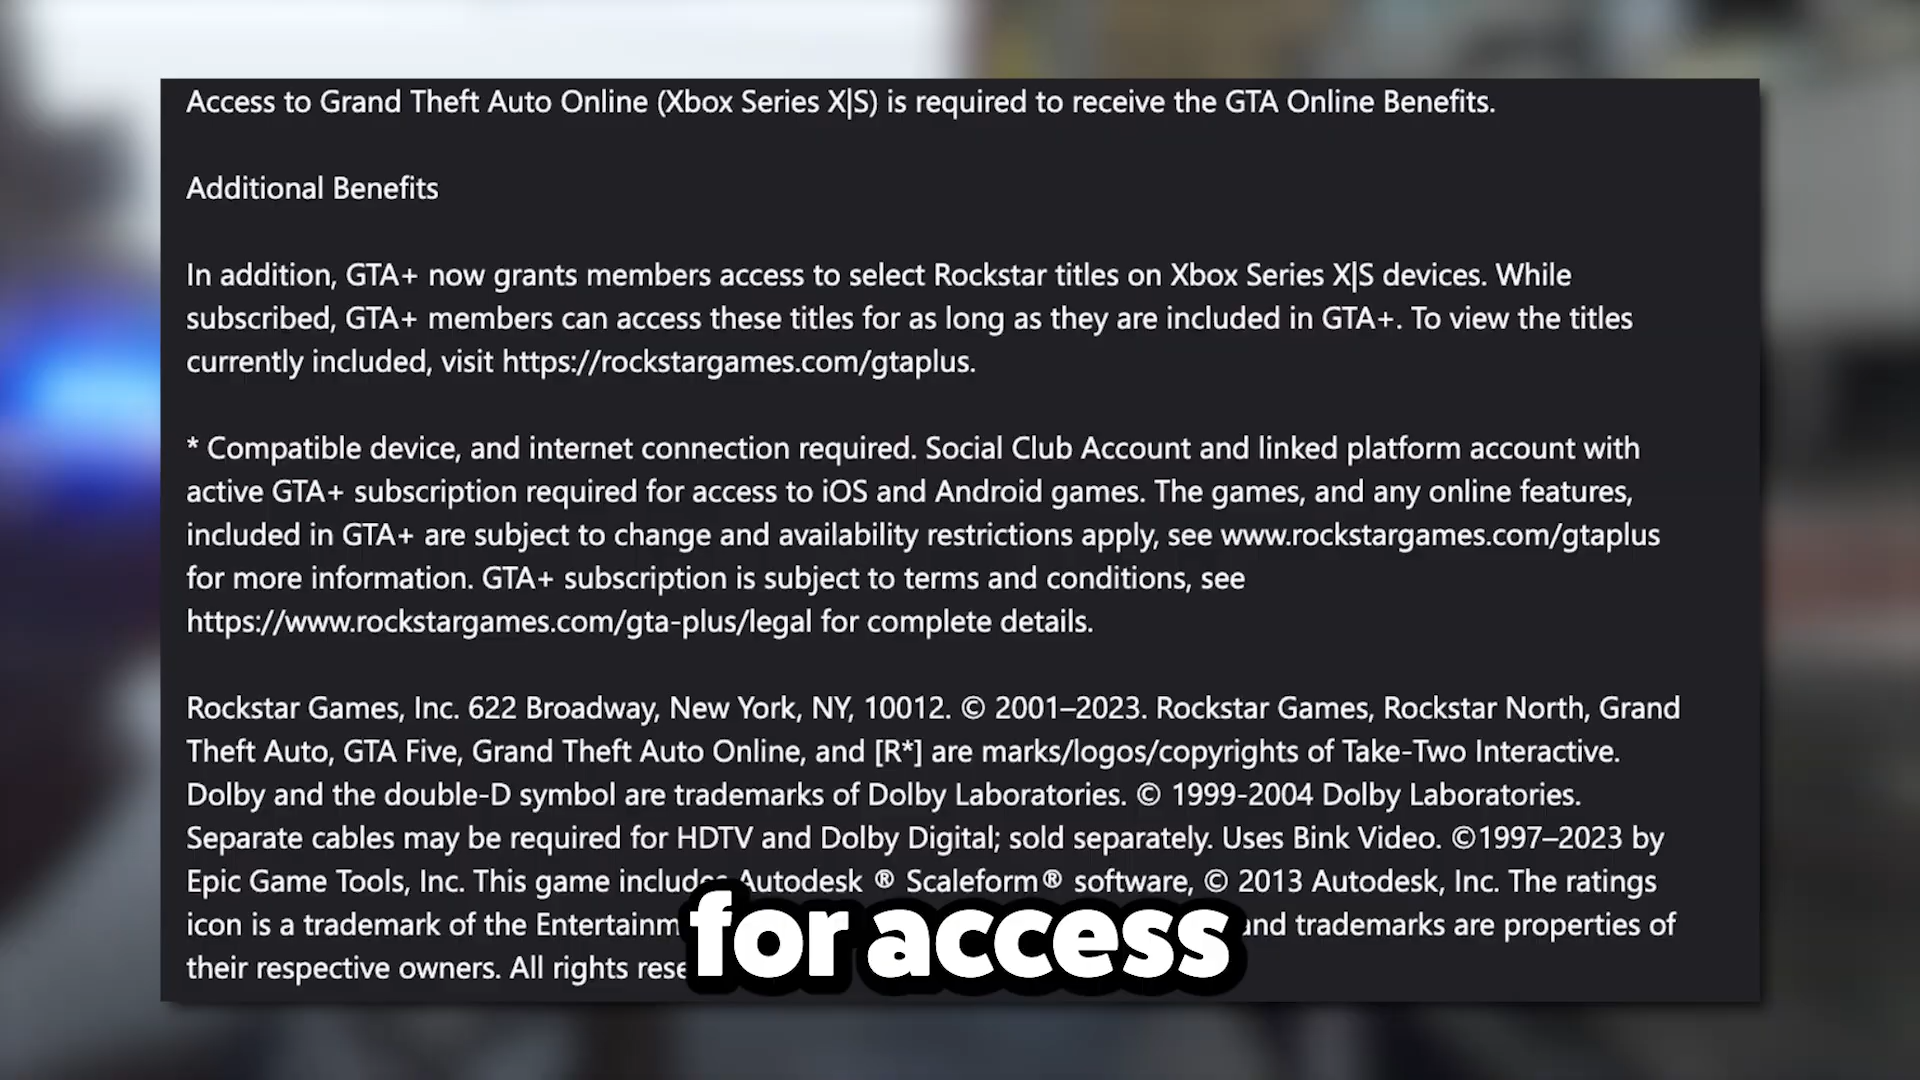 Access to Grand Theft Auto Online (Xbox Series X|S) is required to receive the GTA Online Benefits.
Additional Benefits
In addition, GTA+ now grants members access to select Rockstar titles on Xbox Series X|S devices. While
subscribed, GTA+ members can access these titles for as long as they are included in GTA+. To view the titles
currently included, visit https://rockstargames.com/gtaplus.
* Compatible device, and internet connection required. Social Club Account and linked platform account with
active GTA+ subscription required for access to iOS and Android games. The games, and any online features,
included in GTA+ are subject to change and availability restrictions apply, see www.rockstargames.com/gtaplus
for more information. GTA+ subscription is subject to terms and conditions, see
https://www.rockstargames.com/gta-plus/legal for complete details.
Rockstar Games, Inc. 622 Broadway, New York, NY, 10012. © 2001–2023. Rockstar Games, Rockstar North, Grand
Theft Auto, GTA Five, Grand Theft Auto Online, and [R*] are marks/logos/copyrights of Take-Two Interactive.
Dolby and the double-D symbol are trademarks of Dolby Laboratories. © 1999-2004 Dolby Laboratories.
Separate cables may be required for HDTV and Dolby Digital; sold separately. Uses Bink Video. ©1997–2023 by
Epic Game Tools, Inc. This game includes Autodesk ® Scaleform® software, © 2013 Autodesk, Inc. The ratings
icon is a trademark of the and trademarks are properties of
their respective owners. All rights
for access